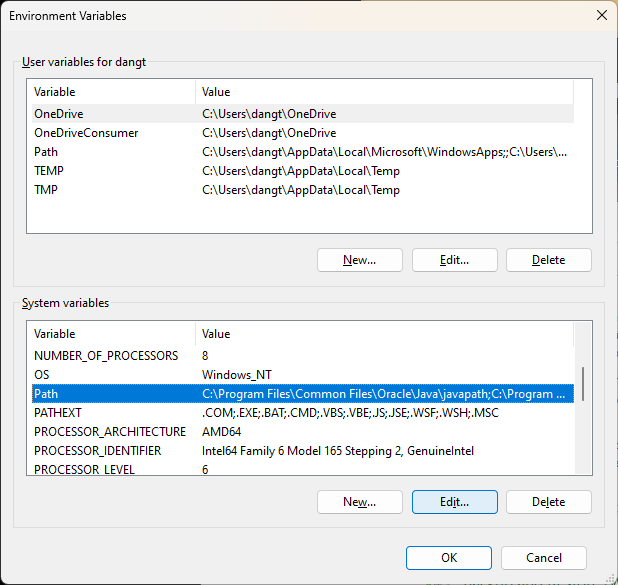 Environment Variables
User variables for dangt
Variable Value
OneDrive C:\Users\dangt\OneDrive
OneDriveConsumer C:\Users\dangt\OneDrive
Path C:\Users\dangt\AppData\Local\Microsoft\WindowsApps;;C:\Users\...
TEMP C:\Users\dangt\AppData\Local\Temp
TMP C:\Users\dangt\AppData\Local\Temp
New... Edit... Delete
System variables
Variable Value
NUMBER_OF_PROCESSORS 8
OS Windows_NT
Path C:\Program Files\Common Files\Oracle\Java\javapath;C:\Program ...
PATHEXT .COM;.EXE;.BAT;.CMD;.VBS;.VBE;.JS;.JSE;.WSF;.WSH;.MSC
PROCESSOR_ARCHITECTURE AMD64
PROCESSOR_IDENTIFIER Intel64 Family 6 Model 165 Stepping 2, GenuineIntel
PROCESSOR_LEVEL 6
New... Edit... Delete
OK Cancel